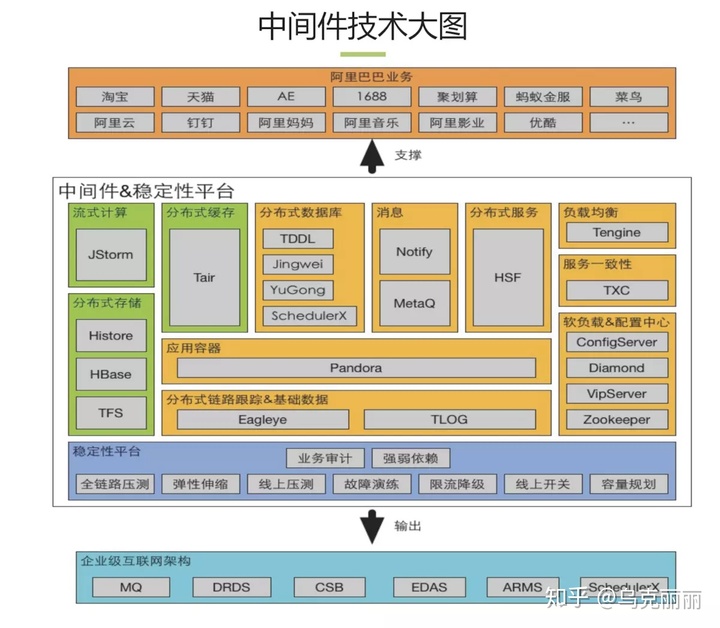 中间件技术大图
阿里巴巴业务
淘宝 天猫 AE 1688 聚划算 蚂蚁金服 菜鸟
阿里云 钉钉 阿里妈妈 阿里音乐 阿里影业 优酷 ...
支撑
中间件&稳定性平台
流式计算
JStorm
分布式存储
Histore
HBase
TFS
分布式缓存
Tair
分布式数据库
TDDL
Jingwei
YuGong
SchedulerX
消息
Notify
MetaQ
分布式服务
HSF
负载均衡
Tengine
服务一致性
TXC
软负载&配置中心
ConfigServer
Diamond
VipServer
Zookeeper
应用容器
Pandora
分布式链路跟踪&基础数据
Eagleye TLOG
稳定性平台
业务审计 强弱依赖
全链路压测 弹性伸缩 线上压测 故障演练 限流降级 线上开关 容量规划
输出
企业级互联网架构
MQ DRDS CSB EDAS ARMS SchedulerX
知乎 @乌克丽丽